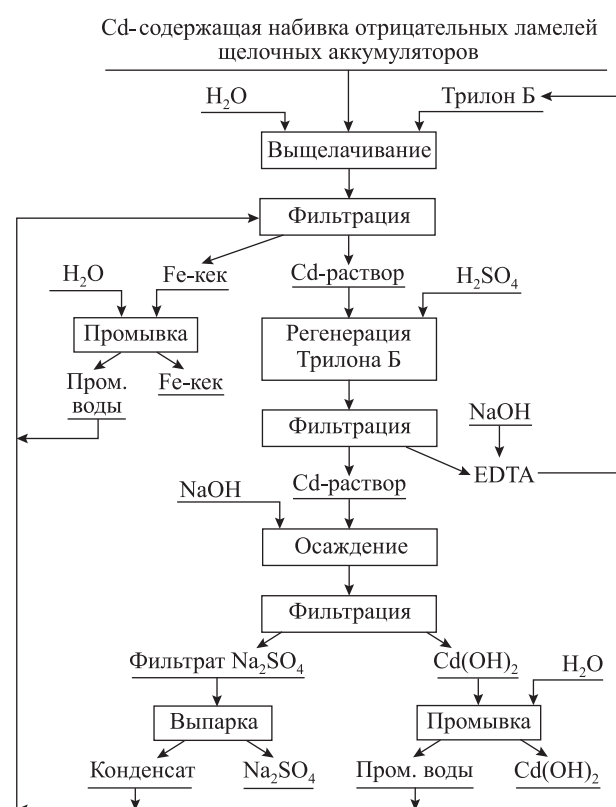 Cd-содержащая набивка отрицательных ламелей
щелочных аккумуляторов
H₂O
Трилон Б
Выщелачивание
Фильтрация
H₂O
Fe-кек
Cd-раствор
H₂SO₄
Промывка
Регенерация
Трилона Б
Пром.
воды
Fe-кек
Фильтрация
NaOH
EDTA
NaOH
Cd-раствор
Осаждение
Фильтрация
Фильтрат Na₂SO₄
Cd(OH)₂
H₂O
Выпарка
Промывка
Конденсат
Na₂SO₄
Пром. воды
Cd(OH)₂